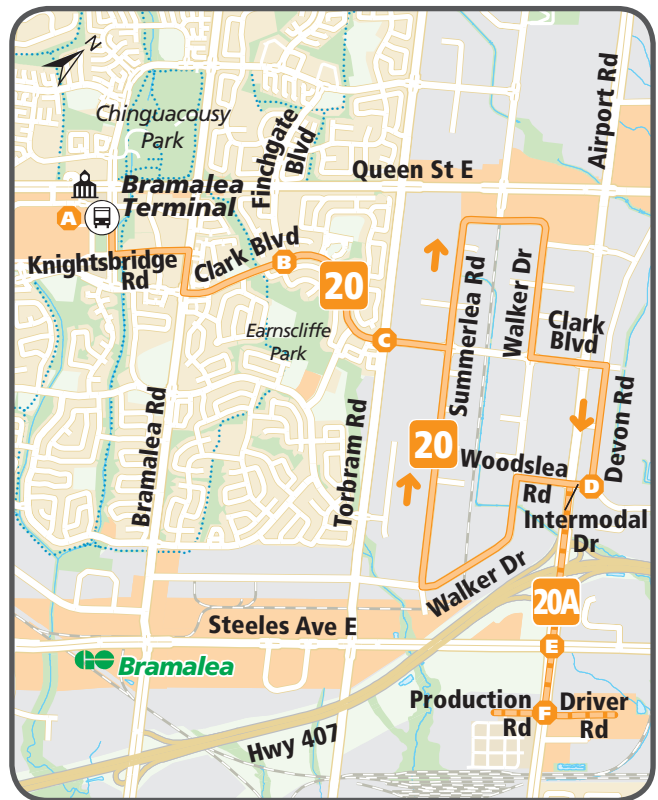 N
Chinguacousy
Park
Finchgate
Blvd
Airport Rd
Queen St E
Bramalea
Terminal
A
Knightsbridge
Rd
Clark Blvd
B
20
Earnscliffe
Park
C
Summerlea Rd
Walker Dr
Clark
Blvd
Devon Rd
Bramalea Rd
Torbram Rd
20
Woodslea
Rd
D
Intermodal
Dr
Walker Dr
20A
Steeles Ave E
E
GO
Bramalea
Production
Rd
F
Driver
Rd
Hwy 407